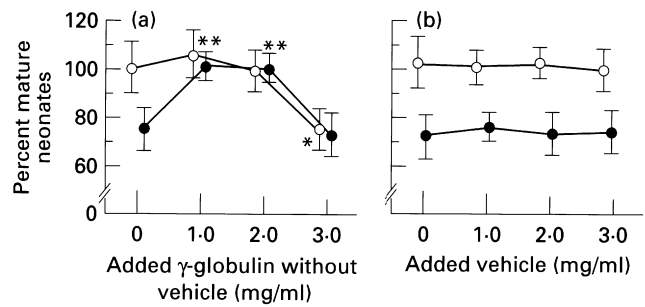 (a)
(b)
Percent mature
neonates
120
100
80
60
0
**
**
*
0 1·0 2·0 3·0
0 1·0 2·0 3·0
Added γ-globulin without
vehicle (mg/ml)
Added vehicle (mg/ml)